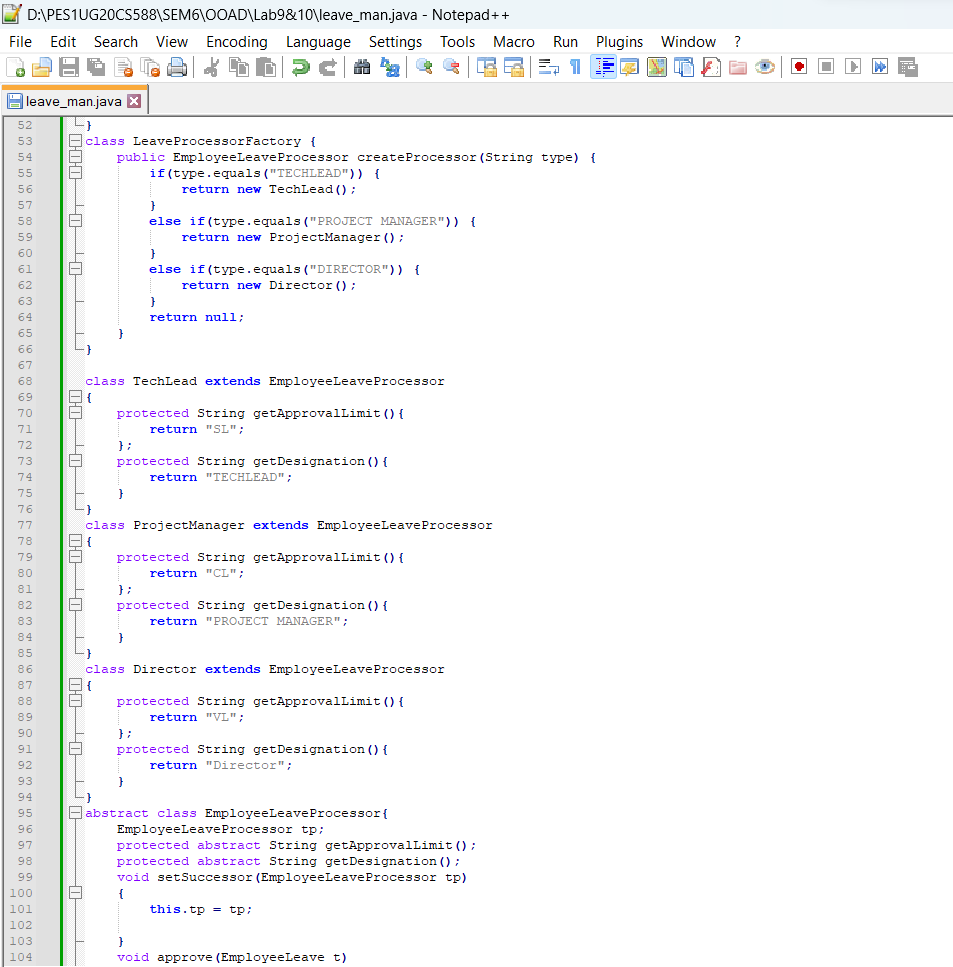 D:\PES1UG20CS588\SEM6\OOAD\Lab9&10\leave_man.java - Notepad++
File Edit Search View Encoding Language Settings Tools Macro Run Plugins Window ?
leave_man.java
52 }
53 class LeaveProcessorFactory {
54     public EmployeeLeaveProcessor createProcessor(String type) {
55         if(type.equals("TECHLEAD")) {
56             return new TechLead();
57         }
58         else if(type.equals("PROJECT MANAGER")) {
59             return new ProjectManager();
60         }
61         else if(type.equals("DIRECTOR")) {
62             return new Director();
63         }
64         return null;
65     }
66 }
67
68 class TechLead extends EmployeeLeaveProcessor
69 {
70     protected String getApprovalLimit(){
71         return "SL";
72     };
73     protected String getDesignation(){
74         return "TECHLEAD";
75     }
76 }
77 class ProjectManager extends EmployeeLeaveProcessor
78 {
79     protected String getApprovalLimit(){
80         return "CL";
81     };
82     protected String getDesignation(){
83         return "PROJECT MANAGER";
84     }
85 }
86 class Director extends EmployeeLeaveProcessor
87 {
88     protected String getApprovalLimit(){
89         return "VL";
90     };
91     protected String getDesignation(){
92         return "Director";
93     }
94 }
95 abstract class EmployeeLeaveProcessor{
96     EmployeeLeaveProcessor tp;
97     protected abstract String getApprovalLimit();
98     protected abstract String getDesignation();
99     void setSuccessor(EmployeeLeaveProcessor tp)
100     {
101         this.tp = tp;
102
103     }
104     void approve(EmployeeLeave t)